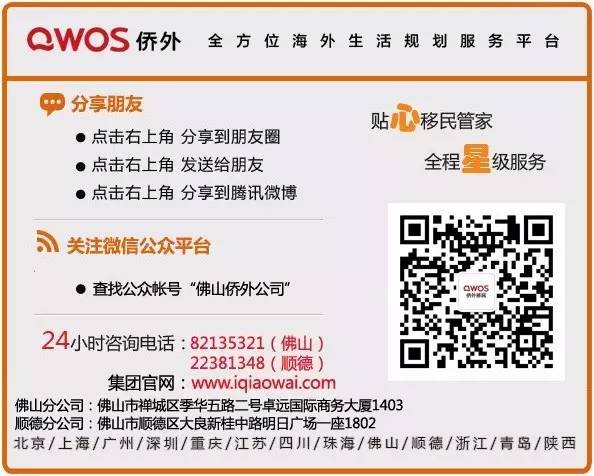 QWOS 侨外 全方位海外生活规划服务平台
分享朋友
● 点击右上角 分享到朋友圈
● 点击右上角 发送给朋友
● 点击右上角 分享到腾讯微博
贴心移民管家
全程星级服务
关注微信公众平台
● 查找公众帐号“佛山侨外公司”
QWOS
侨外移民
24小时咨询电话：82135321（佛山）
22381348（顺德）
集团官网：www.iqiaowai.com
佛山分公司：佛山市禅城区季华五路二号卓远国际商务大厦1403
顺德分公司：佛山市顺德区大良新桂中路明日广场一座1802
北京/上海/广州/深圳/重庆/江苏/四川/珠海/佛山/顺德/浙江/青岛/陕西